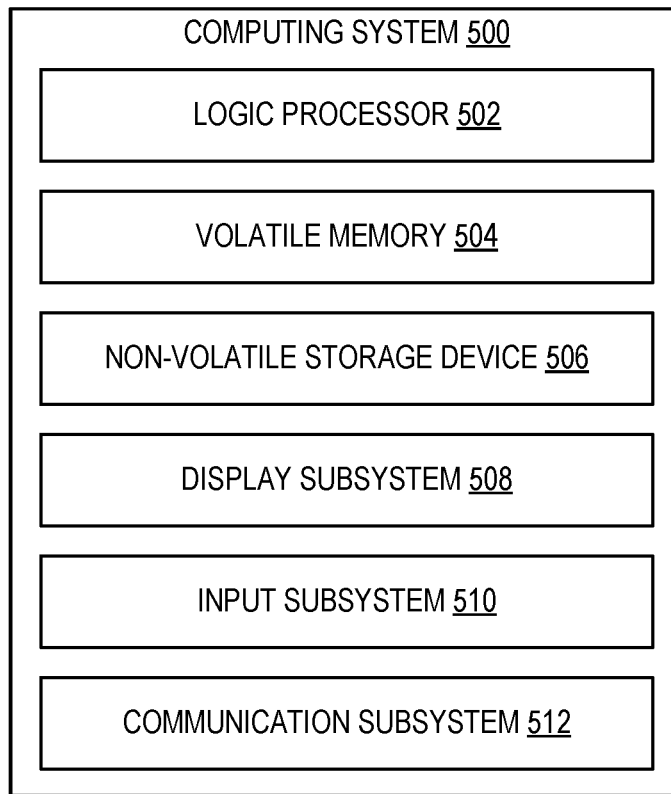 COMPUTING SYSTEM 500
LOGIC PROCESSOR 502
VOLATILE MEMORY 504
NON-VOLATILE STORAGE DEVICE 506
DISPLAY SUBSYSTEM 508
INPUT SUBSYSTEM 510
COMMUNICATION SUBSYSTEM 512